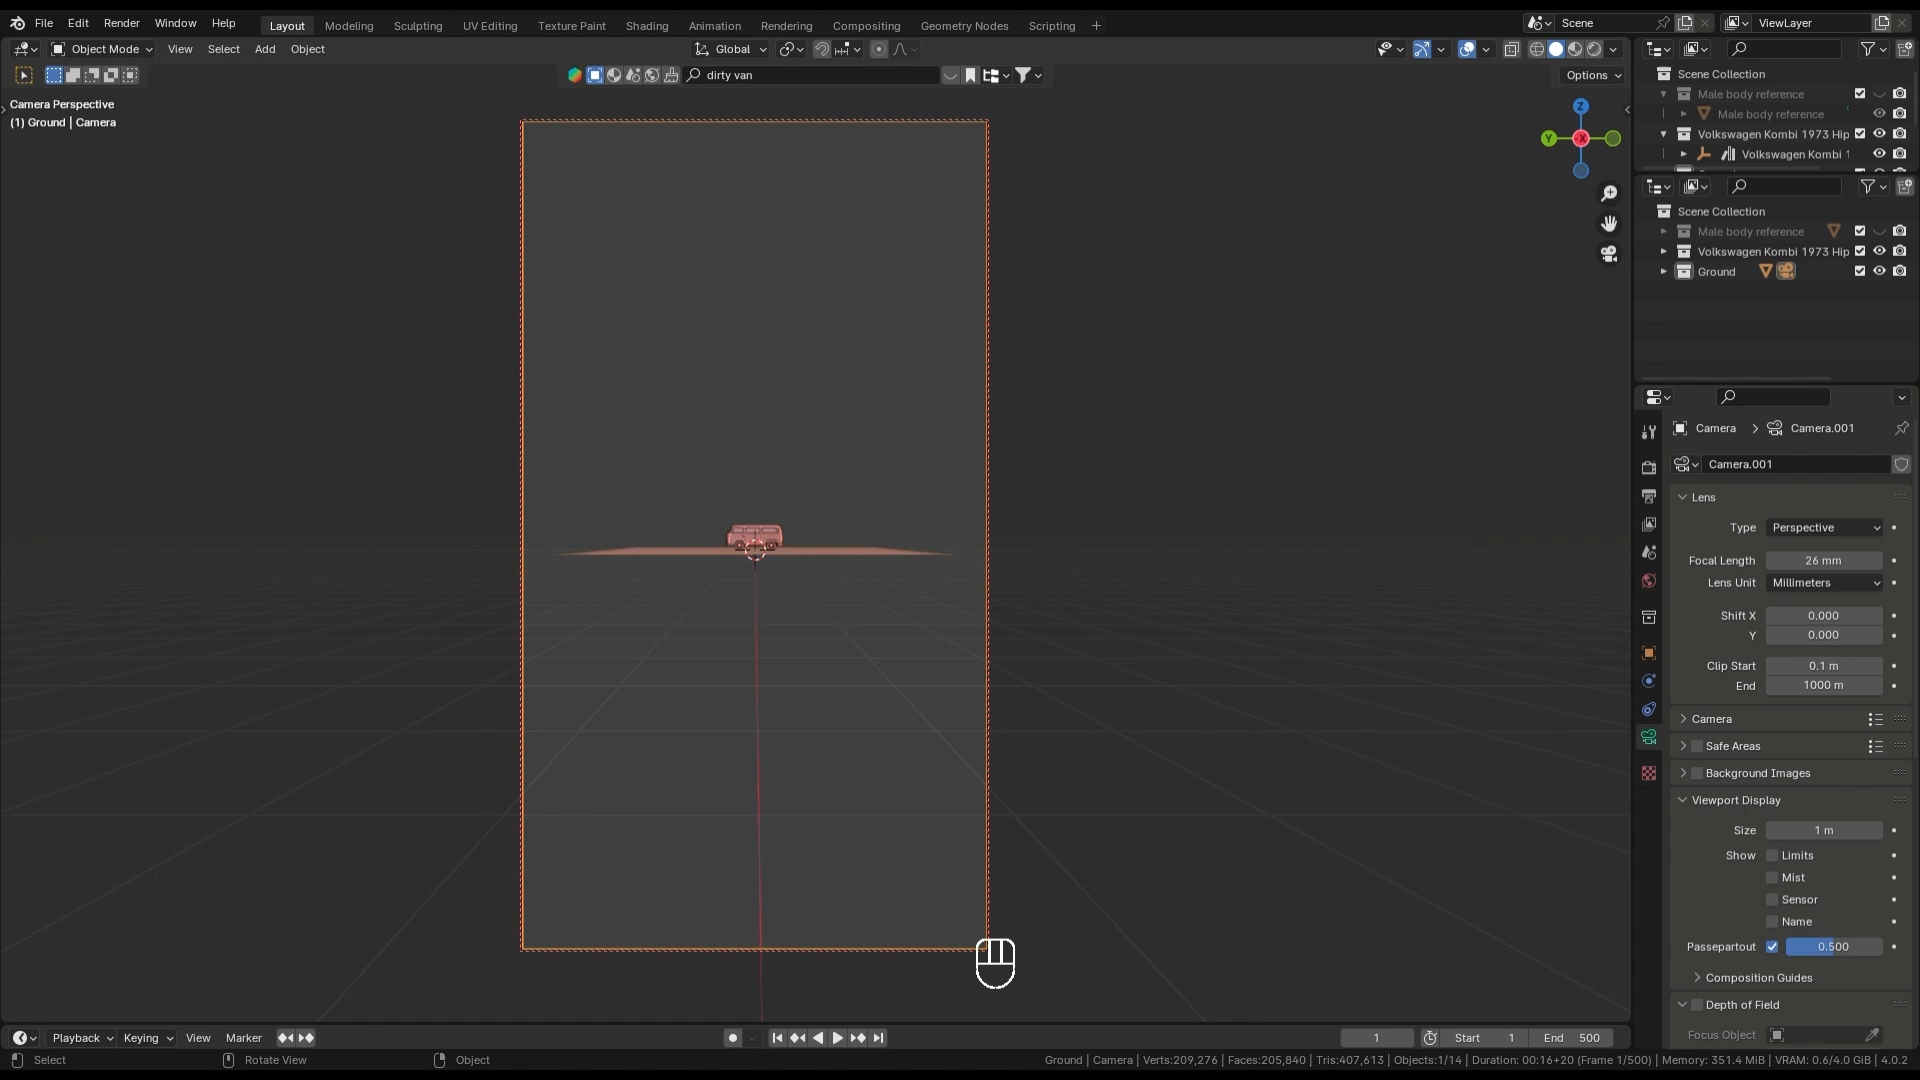 File Edit Render Window Help Layout Modeling Sculpting UV Editing Texture Paint Shading Animation Rendering Compositing Geometry Nodes Scripting + Scene ViewLayer
Object Mode View Select Add Object Global
dirty van Options
Camera Perspective
(1) Ground | Camera
Z
Y
X
Scene Collection
Male body reference
Male body reference
Volkswagen Kombi 1973 Hip
Volkswagen Kombi 1
Scene Collection
Male body reference
Volkswagen Kombi 1973 Hip
Ground
Camera > Camera.001
Camera.001
Lens
Type Perspective
Focal Length 26 mm
Lens Unit Millimeters
Shift X 0.000
Y 0.000
Clip Start 0.1 m
End 1000 m
Camera
Safe Areas
Background Images
Viewport Display
Size 1 m
Show Limits
Mist
Sensor
Name
Passepartout 0.500
Composition Guides
Depth of Field
Focus Object
Playback Keying View Marker 1 Start 1 End 500
Select Rotate View Object Ground | Camera | Verts:209,276 | Faces:205,840 | Tris:407,613 | Objects:1/14 | Duration: 00:16+20 (Frame 1/500) | Memory: 351.4 MiB | VRAM: 0.6/4.0 GiB | 4.0.2